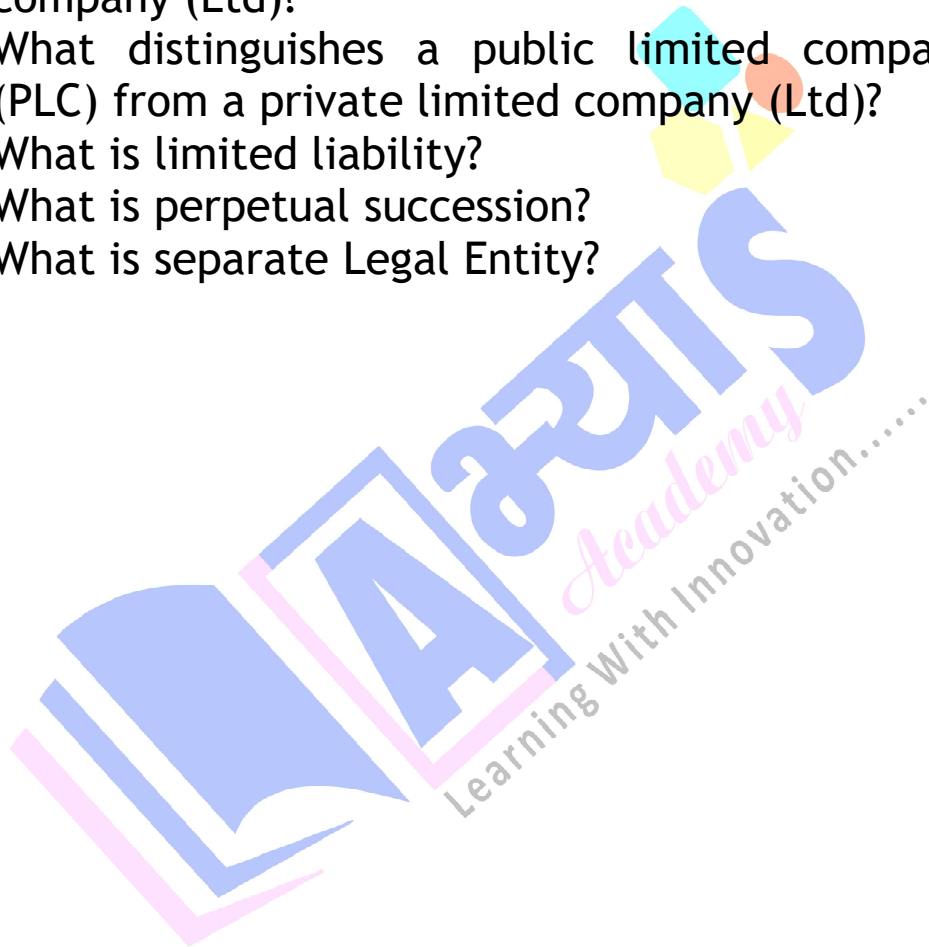 company (Ltd)?
What distinguishes a public limited compa
(PLC) from a private limited company (Ltd)?
What is limited liability?
What is perpetual succession?
What is separate Legal Entity?
A भ्यास
Academy
Learning With Innovation......